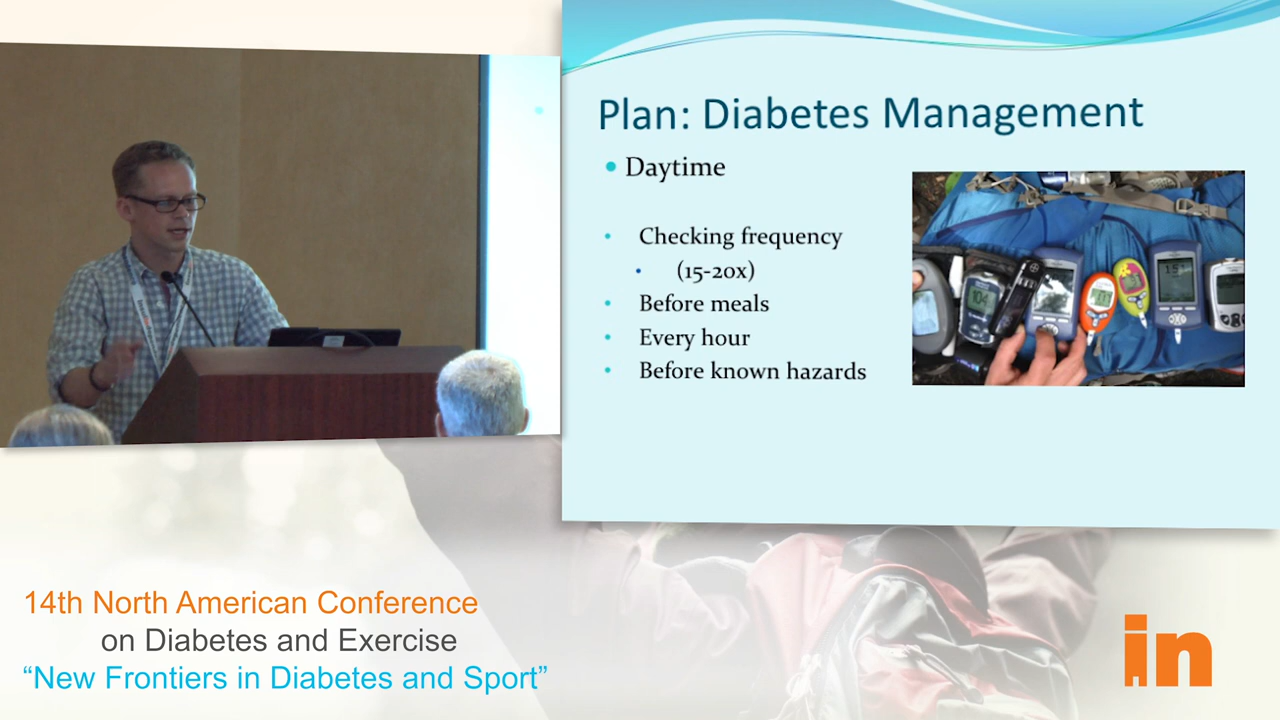 Plan: Diabetes Management
Daytime
Checking frequency
(15-20x)
Before meals
Every hour
Before known hazards
104
14th North American Conference
on Diabetes and Exercise
“New Frontiers in Diabetes and Sport”
in